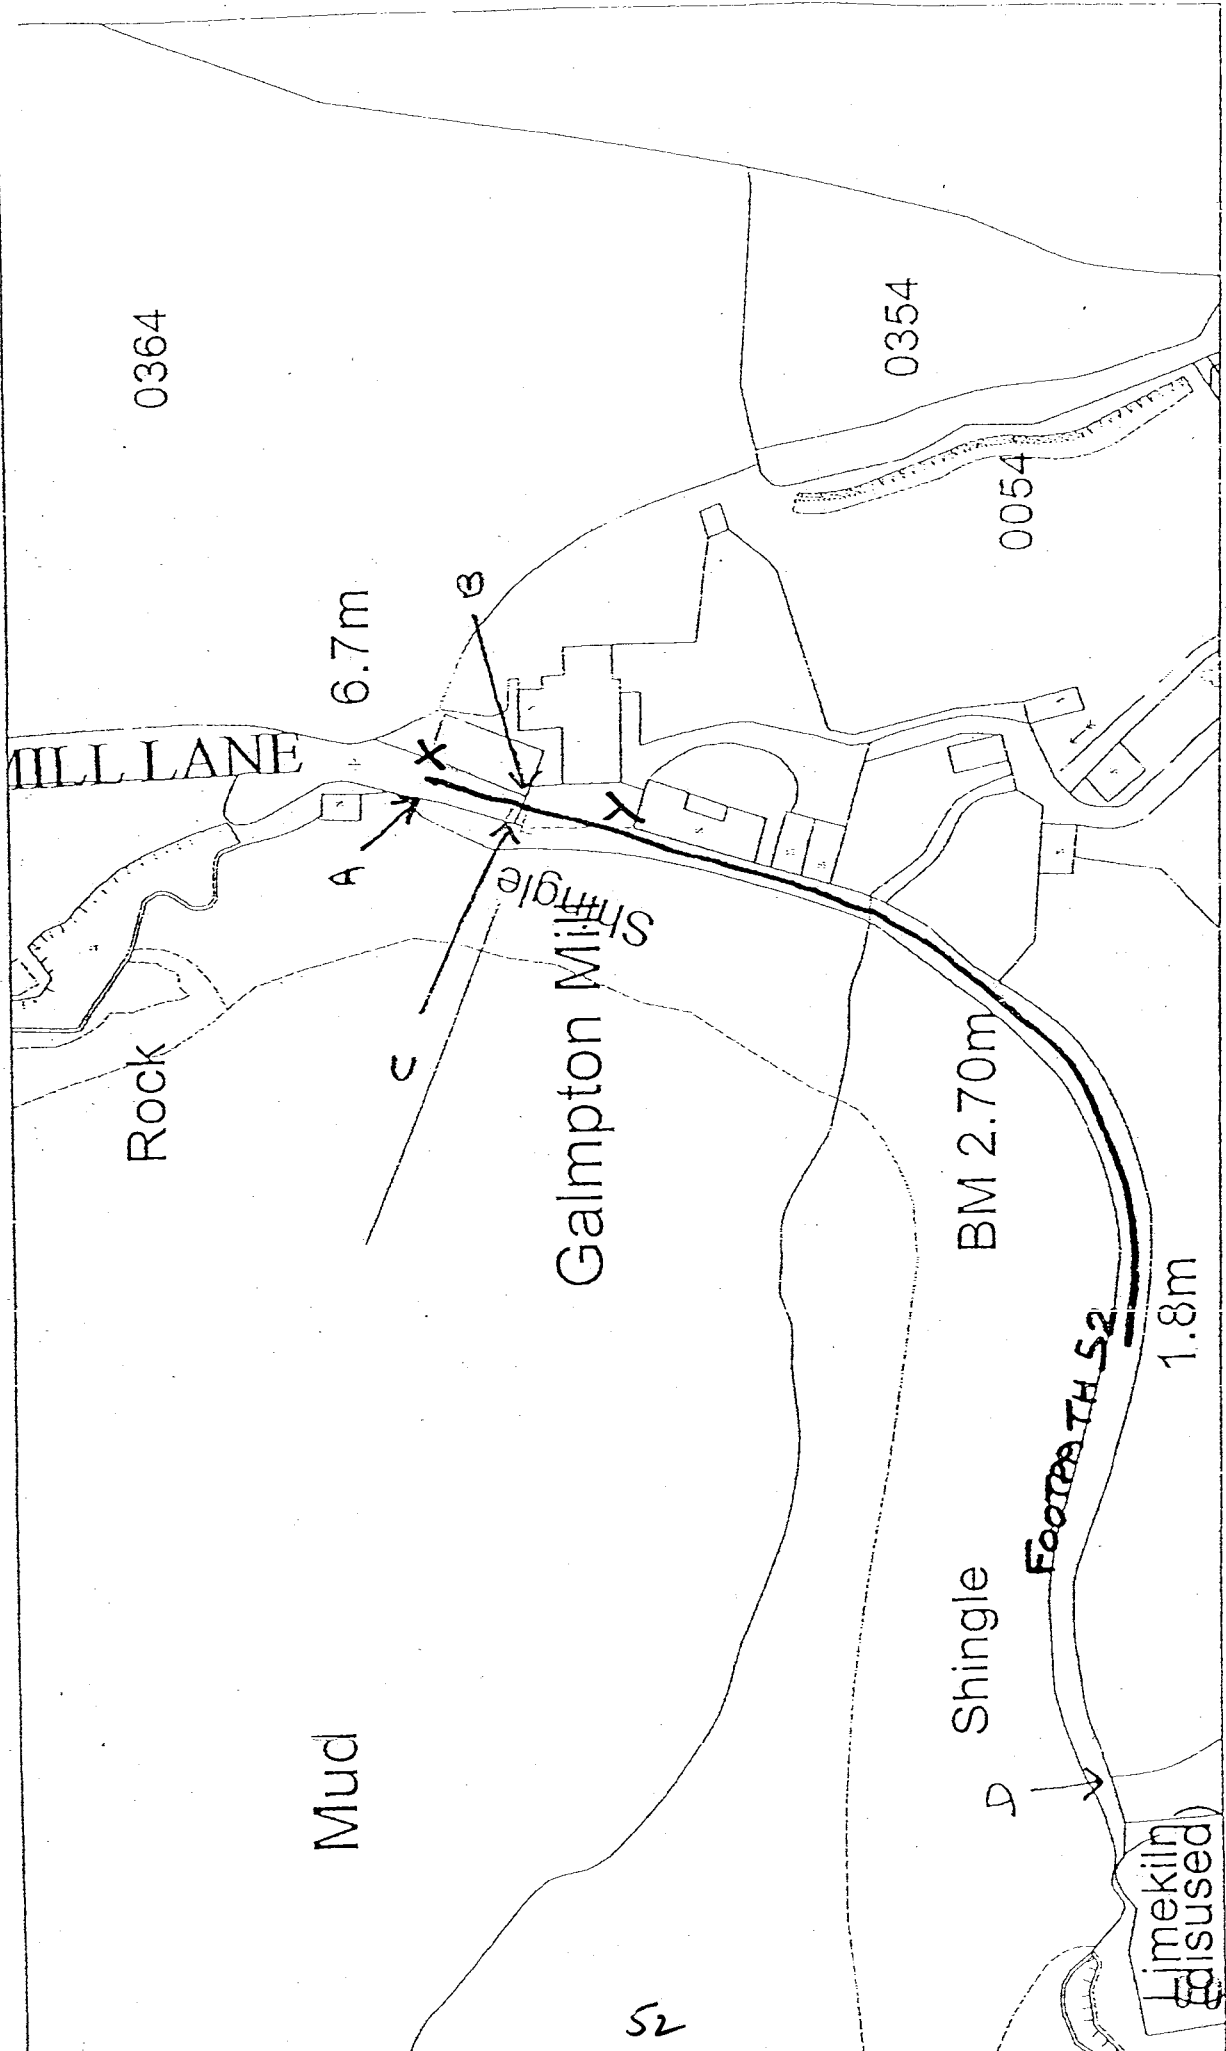 0364
0354
0054
6.7m
B
MILL LANE
X
A
Y
Shingle
C
Galmpton Mill
Rock
BM 2.70m
1.8m
FOOTPATH 52
Shingle
Mud
D
Limekiln
(disused)
52